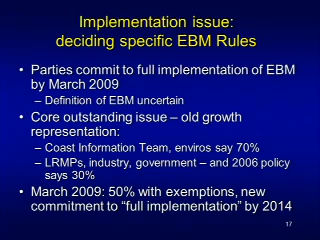 Implementation issue:
deciding specific EBM Rules
• Parties commit to full implementation of EBM
by March 2009
– Definition of EBM uncertain
• Core outstanding issue – old growth
representation:
– Coast Information Team, enviros say 70%
– LRMPs, industry, government – and 2006 policy
says 30%
• March 2009: 50% with exemptions, new
commitment to “full implementation” by 2014
17